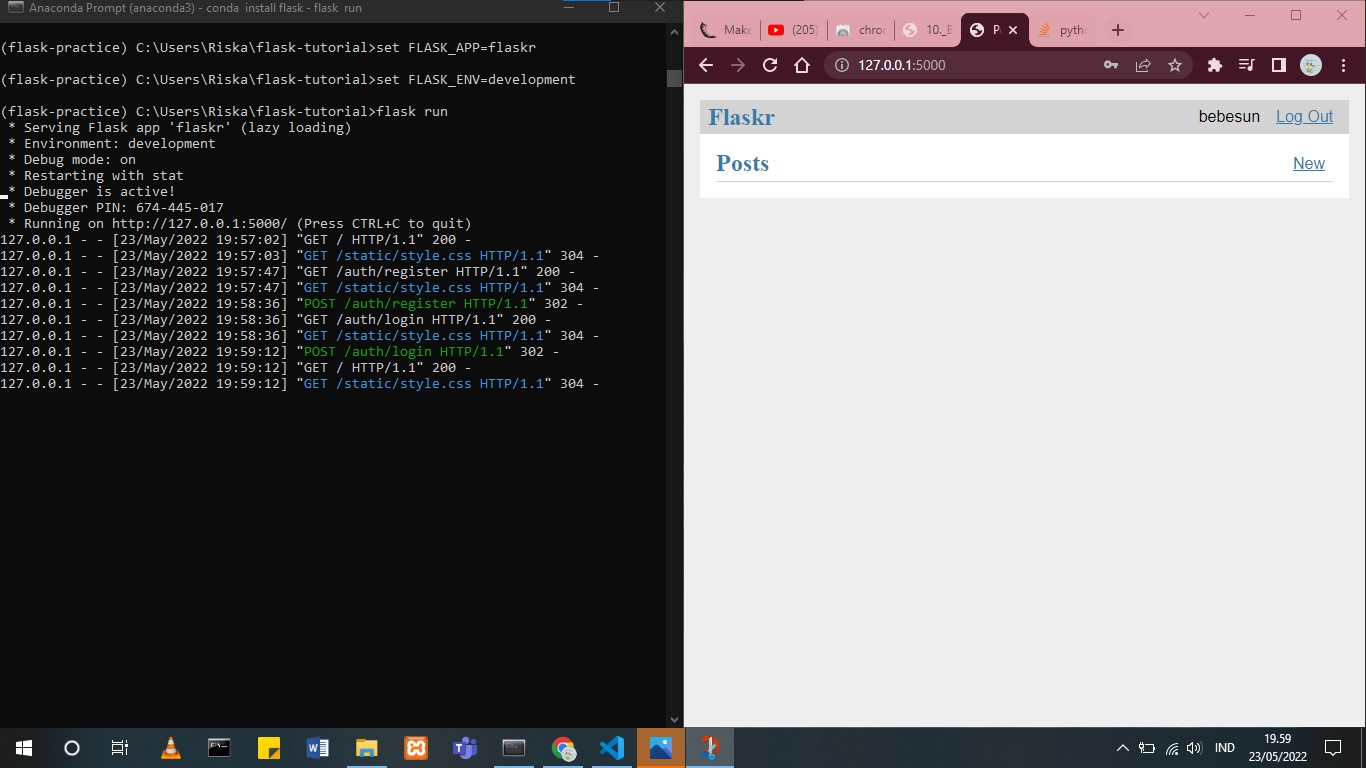 Anaconda Prompt (anaconda3) - conda install flask - flask run
(flask-practice) C:\Users\Riska\flask-tutorial>set FLASK_APP=flaskr
(flask-practice) C:\Users\Riska\flask-tutorial>set FLASK_ENV=development
(flask-practice) C:\Users\Riska\flask-tutorial>flask run
* Serving Flask app 'flaskr' (lazy loading)
* Environment: development
* Debug mode: on
* Restarting with stat
* Debugger is active!
* Debugger PIN: 674-445-017
* Running on http://127.0.0.1:5000/ (Press CTRL+C to quit)
127.0.0.1 - - [23/May/2022 19:57:02] "GET / HTTP/1.1" 200 -
127.0.0.1 - - [23/May/2022 19:57:03] "GET /static/style.css HTTP/1.1" 304 -
127.0.0.1 - - [23/May/2022 19:57:47] "GET /auth/register HTTP/1.1" 200 -
127.0.0.1 - - [23/May/2022 19:57:47] "GET /static/style.css HTTP/1.1" 304 -
127.0.0.1 - - [23/May/2022 19:58:36] "POST /auth/register HTTP/1.1" 302 -
127.0.0.1 - - [23/May/2022 19:58:36] "GET /auth/login HTTP/1.1" 200 -
127.0.0.1 - - [23/May/2022 19:58:36] "GET /static/style.css HTTP/1.1" 304 -
127.0.0.1 - - [23/May/2022 19:59:12] "POST /auth/login HTTP/1.1" 302 -
127.0.0.1 - - [23/May/2022 19:59:12] "GET / HTTP/1.1" 200 -
127.0.0.1 - - [23/May/2022 19:59:12] "GET /static/style.css HTTP/1.1" 304 -
Make (205) chror 10._B P pyth
127.0.0.1:5000
Flaskr bebesun Log Out
Posts New
IND 19.59
23/05/2022